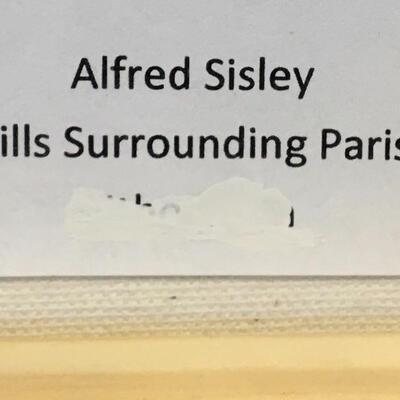 Alfred Sisley
ills Surrounding Paris